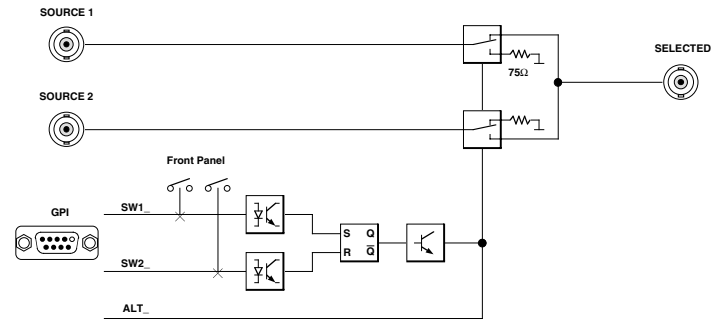 SOURCE 1
SELECTED
75Ω
SOURCE 2
Front Panel
GPI
SW1_
S Q
R Q̅
SW2_
ALT_